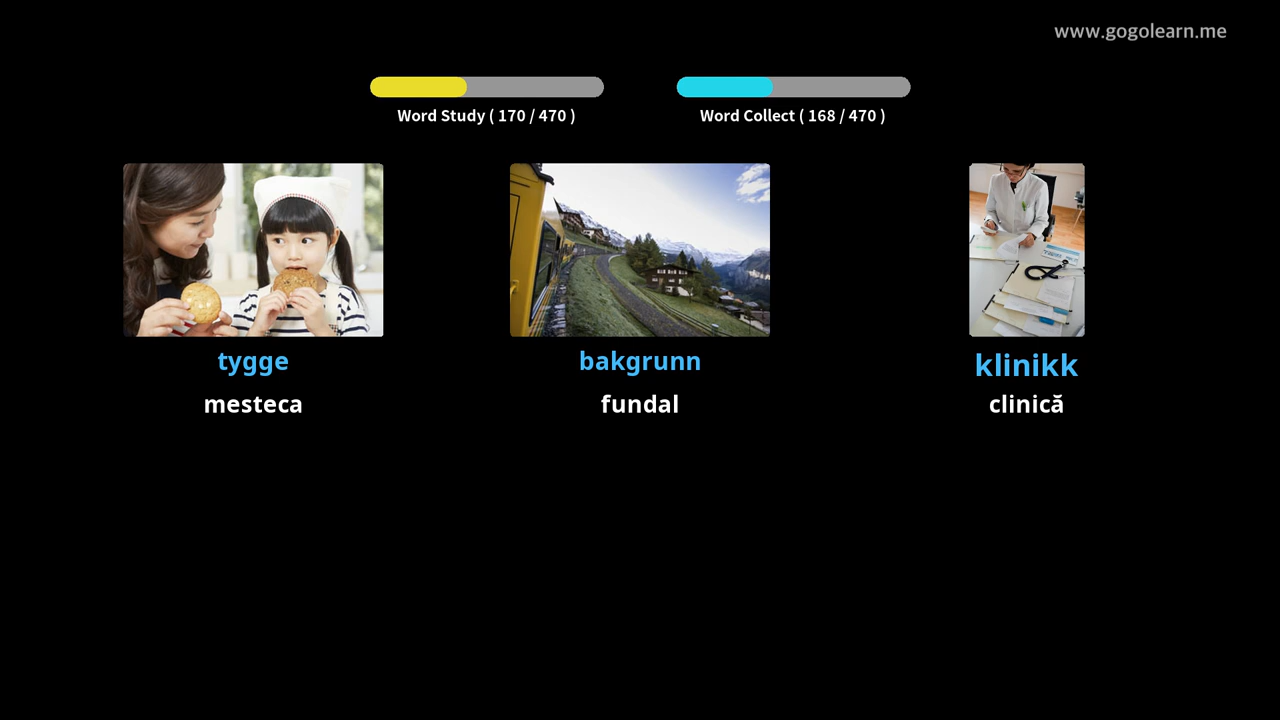 www.gogolearn.me
Word Study ( 170 / 470 )
Word Collect ( 168 / 470 )
tygge
mesteca
bakgrunn
fundal
klinikk
clinică